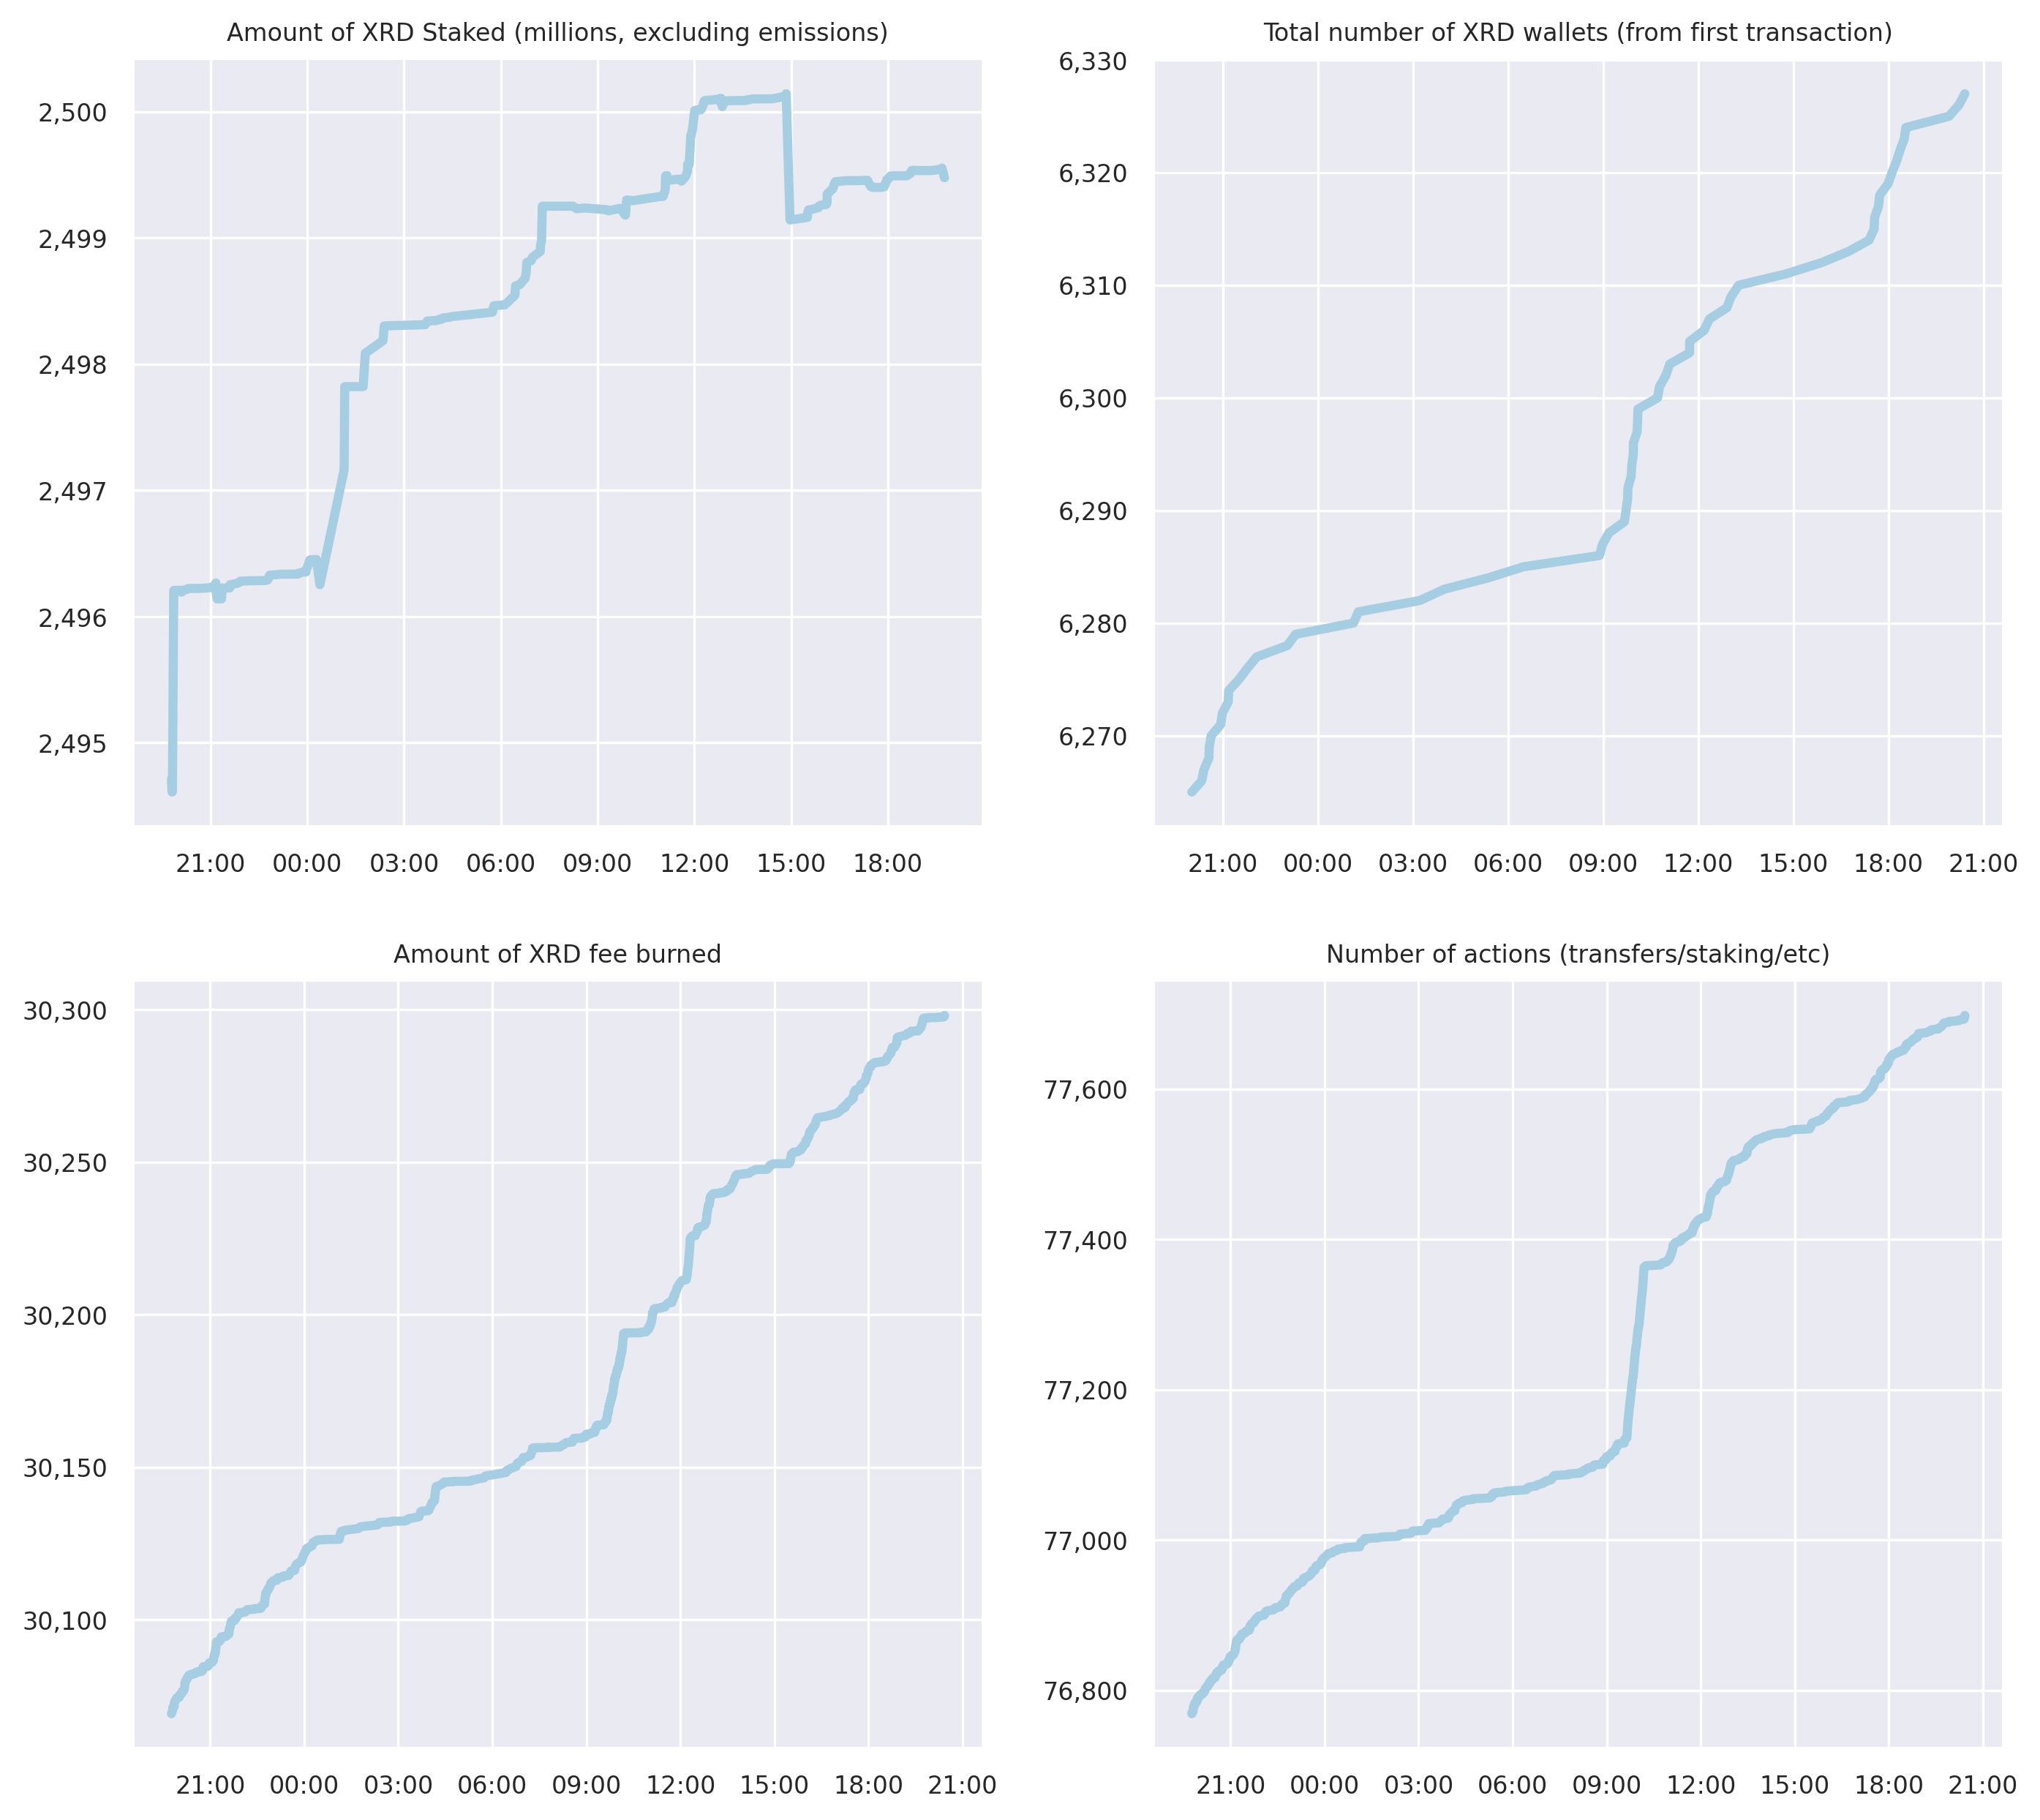 Amount of XRD Staked (millions, excluding emissions)
2,500
2,499
2,498
2,497
2,496
2,495
21:00 00:00 03:00 06:00 09:00 12:00 15:00 18:00
Total number of XRD wallets (from first transaction)
6,330
6,320
6,310
6,300
6,290
6,280
6,270
21:00 00:00 03:00 06:00 09:00 12:00 15:00 18:00 21:00
Amount of XRD fee burned
30,300
30,250
30,200
30,150
30,100
21:00 00:00 03:00 06:00 09:00 12:00 15:00 18:00 21:00
Number of actions (transfers/staking/etc)
77,600
77,400
77,200
77,000
76,800
21:00 00:00 03:00 06:00 09:00 12:00 15:00 18:00 21:00